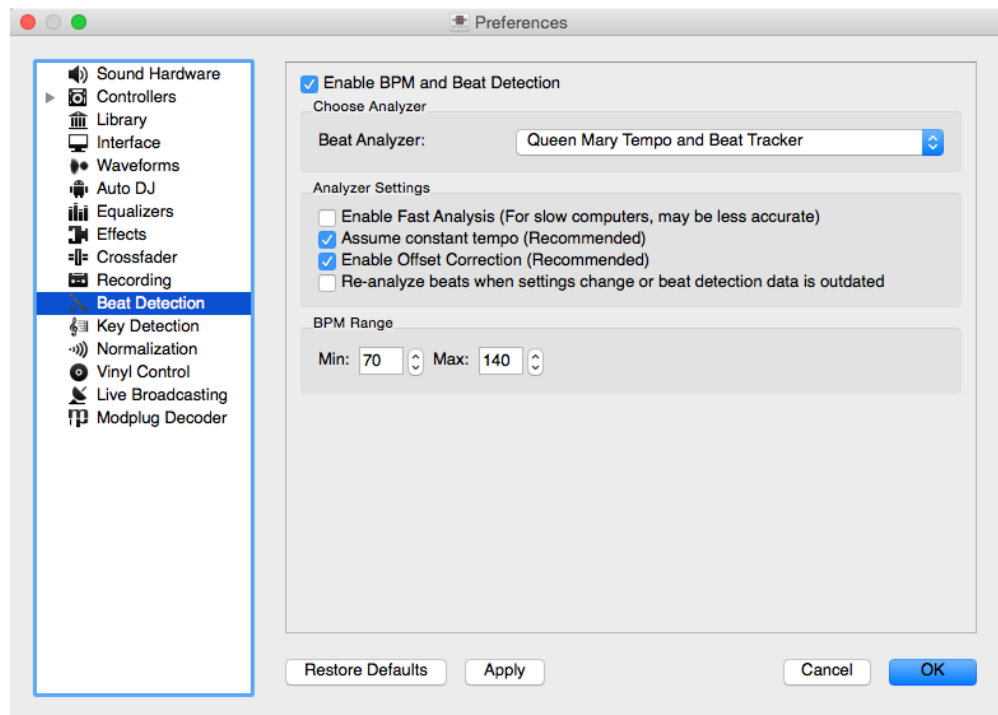 Preferences
Sound Hardware
Controllers
Library
Interface
Waveforms
Auto DJ
Equalizers
Effects
Crossfader
Recording
Beat Detection
Key Detection
Normalization
Vinyl Control
Live Broadcasting
Modplug Decoder
Enable BPM and Beat Detection
Choose Analyzer
Beat Analyzer: Queen Mary Tempo and Beat Tracker
Analyzer Settings
Enable Fast Analysis (For slow computers, may be less accurate)
Assume constant tempo (Recommended)
Enable Offset Correction (Recommended)
Re-analyze beats when settings change or beat detection data is outdated
BPM Range
Min: 70 Max: 140
Restore Defaults Apply Cancel OK